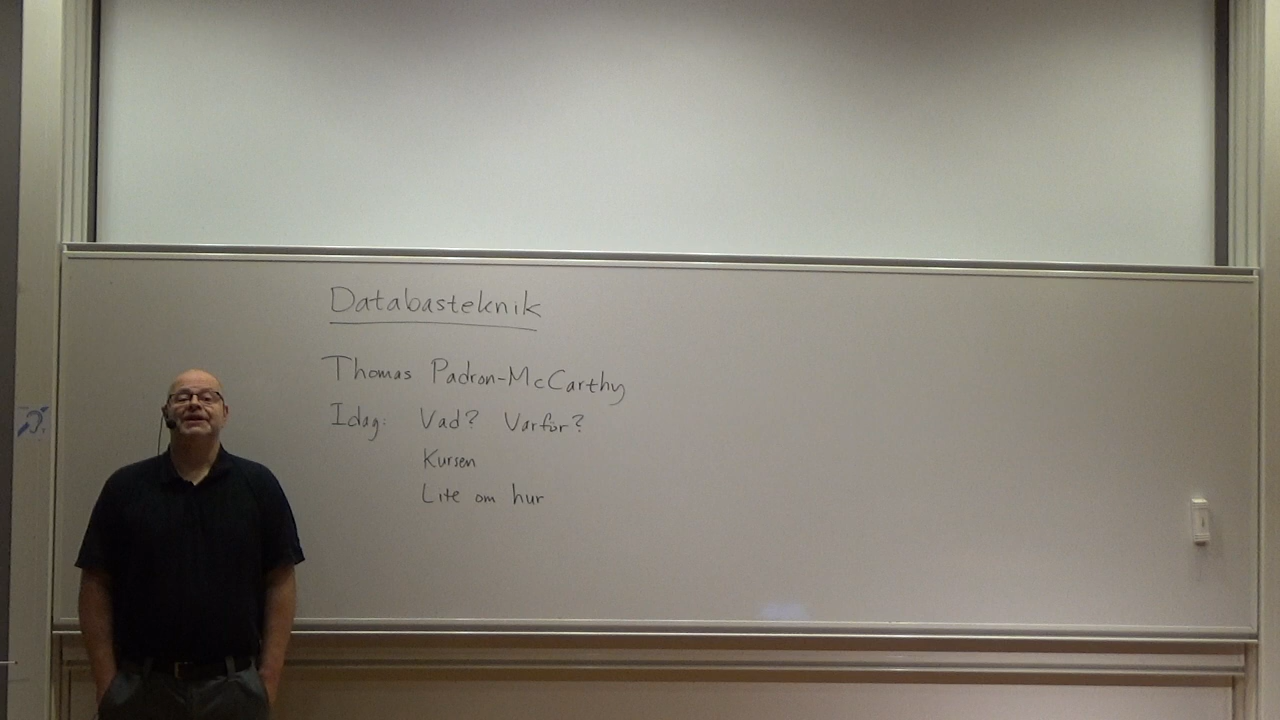 Databasteknik
Thomas Padron-McCarthy
Idag: Vad? Varför?
Kursen
Lite om hur